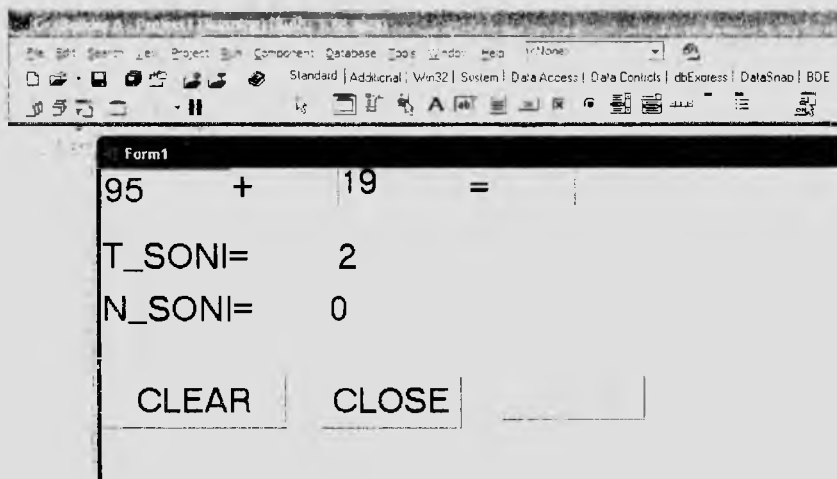 File Edit Search View Project Run Component Database Tools Window Help
Standard | Additional | Win32 | System | Data Access | Data Controls | dbExpress | DataSnap | BDE
Form1
95 + 19 =
T_SONI= 2
N_SONI= 0
CLEAR CLOSE